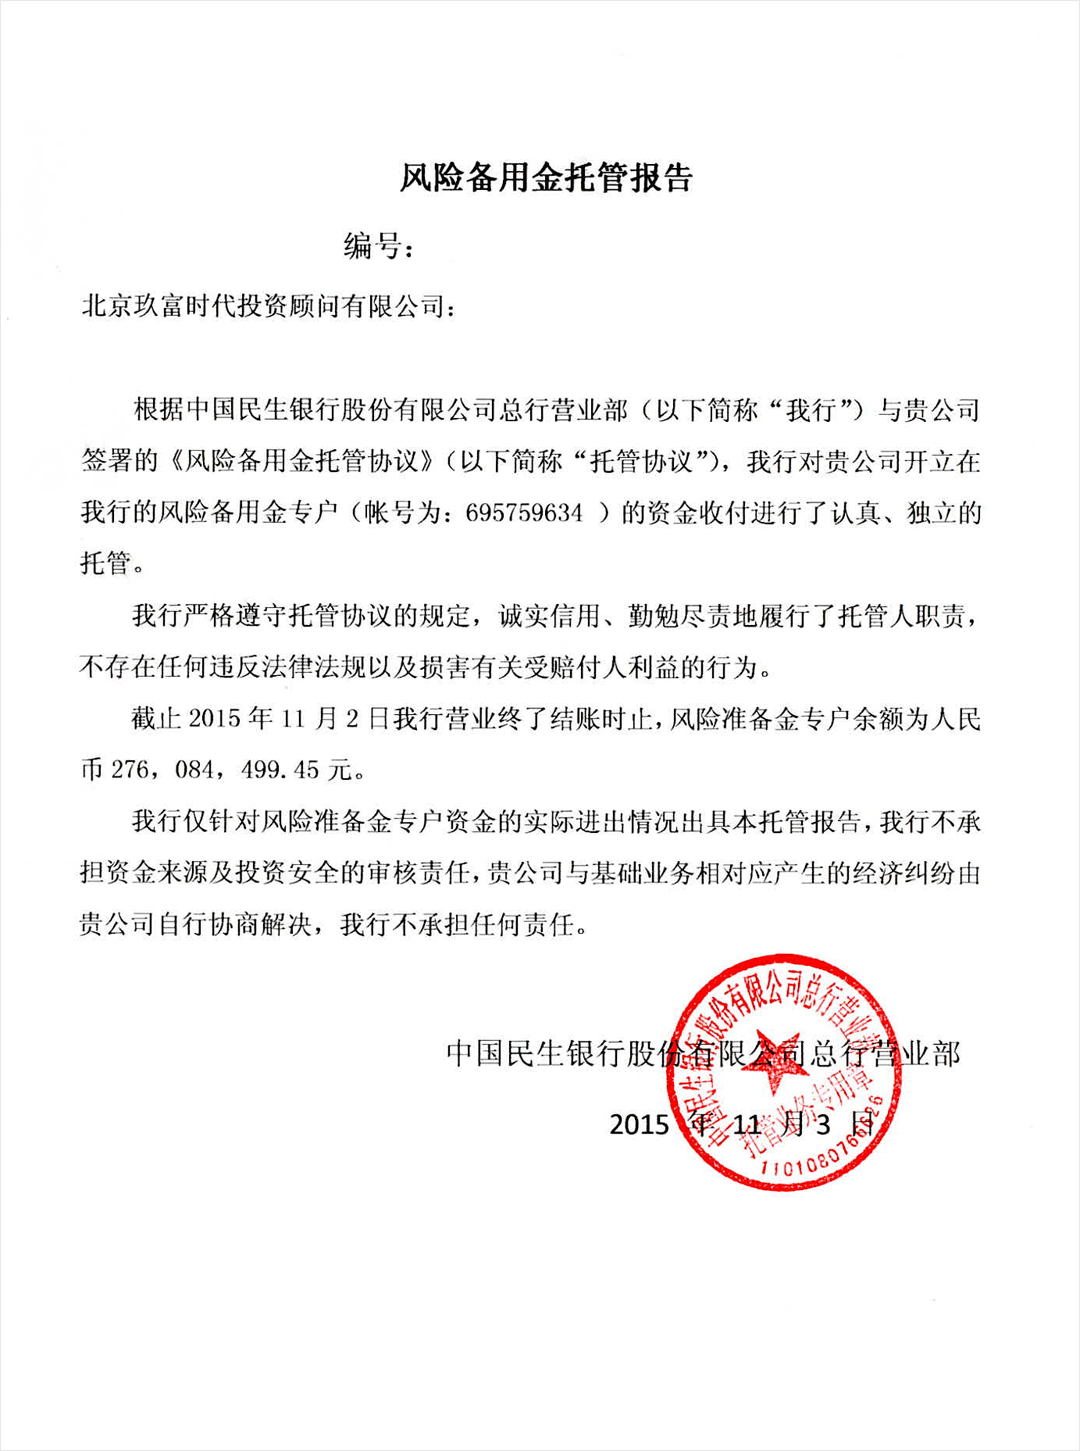 风险备用金托管报告
编号：
北京玖富时代投资顾问有限公司：
根据中国民生银行股份有限公司总行营业部（以下简称“我行”）与贵公司
签署的《风险备用金托管协议》（以下简称“托管协议”），我行对贵公司开立在
我行的风险备用金专户（帐号为：695759634 ）的资金收付进行了认真、独立的
托管。
我行严格遵守托管协议的规定，诚实信用、勤勉尽责地履行了托管人职责，
不存在任何违反法律法规以及损害有关受赔付人利益的行为。
截止 2015 年 11 月 2 日我行营业终了结账时止，风险准备金专户余额为人民
币 276，084，499.45 元。
我行仅针对风险准备金专户资金的实际进出情况出具本托管报告，我行不承
担资金来源及投资安全的审核责任，贵公司与基础业务相对应产生的经济纠纷由
贵公司自行协商解决，我行不承担任何责任。
中国民生银行股份有限公司总行营业部
2015 年 11 月 3 日
中国民生银行股份有限公司总行营业部
托管业务专用章
1101080766626